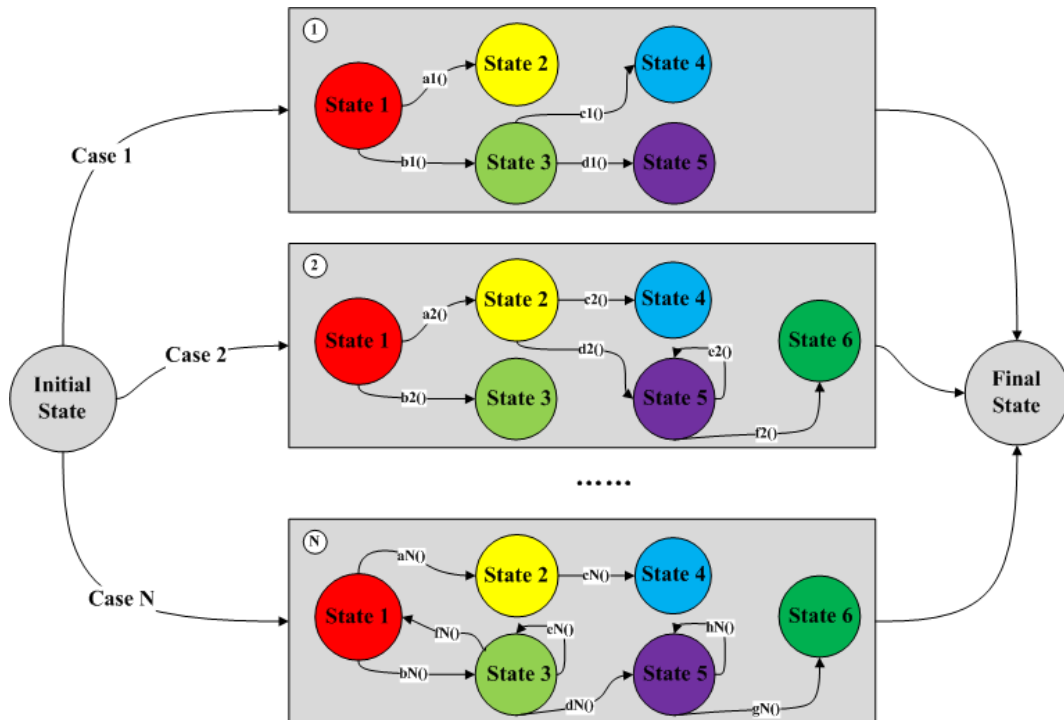 1
State 1
a1()
State 2
b1()
State 3
c1()
State 4
d1()
State 5
Case 1
2
State 1
a2()
State 2
b2()
State 3
c2()
State 4
d2()
State 5
e2()
f2()
State 6
Case 2
Initial
State
Final
State
......
Case N
N
State 1
aN()
State 2
cN()
State 4
fN()
eN()
bN()
State 3
dN()
hN()
State 5
gN()
State 6